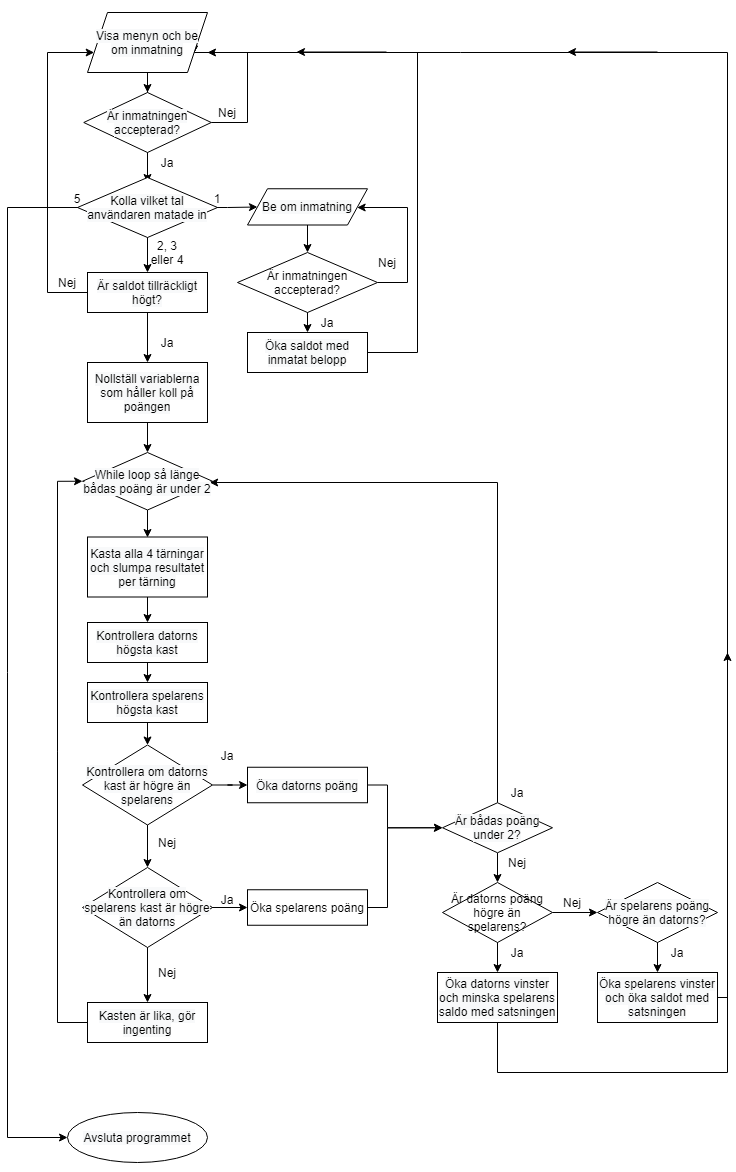 Visa menyn och be
om inmatning
Är inmatningen
accepterad?
Nej
Ja
5
Kolla vilket tal
användaren matade in
1
Be om inmatning
2, 3
eller 4
Nej
Är saldot tillräckligt
högt?
Är inmatningen
accepterad?
Nej
Ja
Öka saldot med
inmatat belopp
Ja
Nollställ variablerna
som håller koll på
poängen
While loop så länge
bådas poäng är under 2
Kasta alla 4 tärningar
och slumpa resultatet
per tärning
Kontrollera datorns
högsta kast
Kontrollera spelarens
högsta kast
Kontrollera om datorns
kast är högre än
spelarens
Ja
Öka datorns poäng
Nej
Kontrollera om
spelarens kast är högre
än datorns
Ja
Öka spelarens poäng
Nej
Kasten är lika, gör
ingenting
Ja
Är bådas poäng
under 2?
Nej
Är datorns poäng
högre än
spelarens?
Nej
Är spelarens poäng
högre än datorns?
Ja
Ja
Öka datorns vinster
och minska spelarens
saldo med satsningen
Öka spelarens vinster
och öka saldot med
satsningen
Avsluta programmet